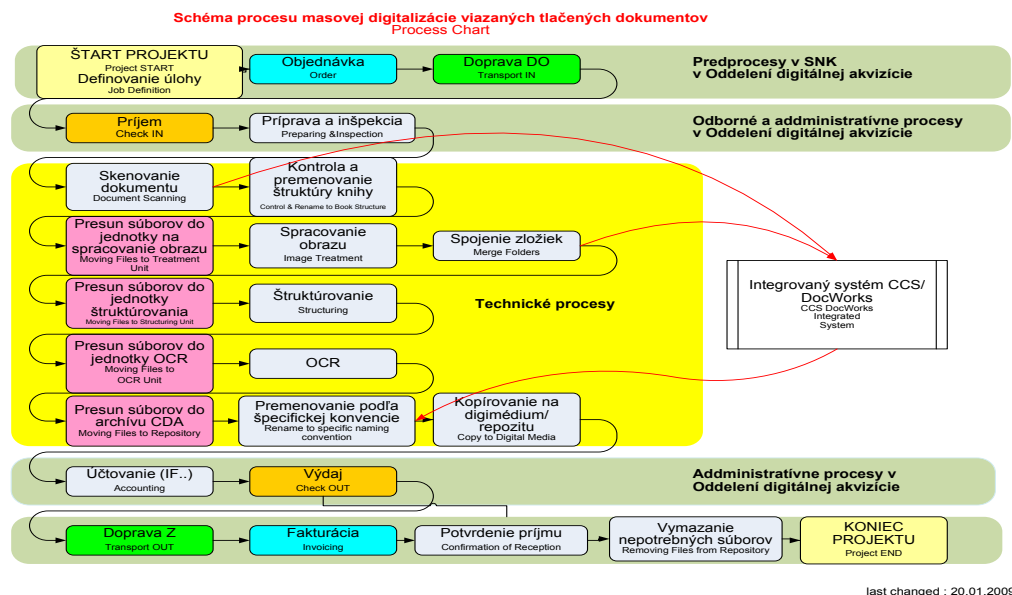 Schéma procesu masovej digitalizácie viazaných tlačených dokumentov
Process Chart
ŠTART PROJEKTU
Project START
Definovanie úlohy
Job Definition
Objednávka
Order
Doprava DO
Transport IN
Predprocesy v SNK
v Oddelení digitálnej akvizície
Príjem
Check IN
Príprava a inšpekcia
Preparing &Inspection
Odborné a addministratívne procesy
v Oddelení digitálnej akvizície
Skenovanie
dokumentu
Document Scanning
Kontrola a
premenovanie
štruktúry knihy
Control & Rename to Book Structure
Presun súborov do
jednotky na
spracovanie obrazu
Moving Files to Treatment
Unit
Spracovanie
obrazu
Image Treatment
Spojenie zložiek
Merge Folders
Presun súborov do
jednotky
štruktúrovania
Moving Files to Structuring Unit
Štruktúrovanie
Structuring
Technické procesy
Integrovaný systém CCS/
DocWorks
CCS DocWorks
Integrated
System
Presun súborov do
jednotky OCR
Moving Files to
OCR Unit
OCR
Presun súborov do
archívu CDA
Moving Files to Repository
Premenovanie podľa
špecifickej konvencie
Rename to specific naming
convention
Kopírovanie na
digimédium/
repozitu
Copy to Digital Media
Účtovanie (IF..)
Accounting
Výdaj
Check OUT
Addministratívne procesy v
Oddelení digitálnej akvizície
Doprava Z
Transport OUT
Fakturácia
Invoicing
Potvrdenie príjmu
Confirmation of Reception
Vymazanie
nepotrebných súborov
Removing Files from Repository
KONIEC
PROJEKTU
Project END
last changed : 20.01.2009